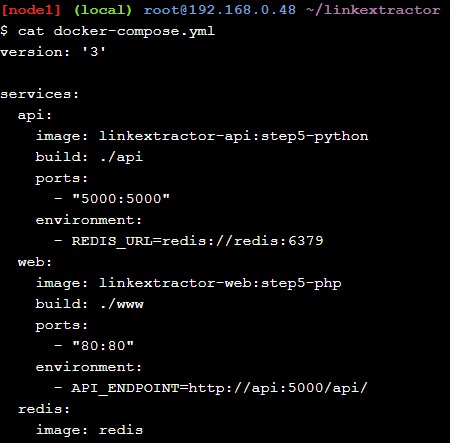 [node1] (local) root@192.168.0.48 ~/linkextractor
$ cat docker-compose.yml
version: '3'

services:
  api:
    image: linkextractor-api:step5-python
    build: ./api
    ports:
      - "5000:5000"
    environment:
      - REDIS_URL=redis://redis:6379
  web:
    image: linkextractor-web:step5-php
    build: ./www
    ports:
      - "80:80"
    environment:
      - API_ENDPOINT=http://api:5000/api/
  redis:
    image: redis